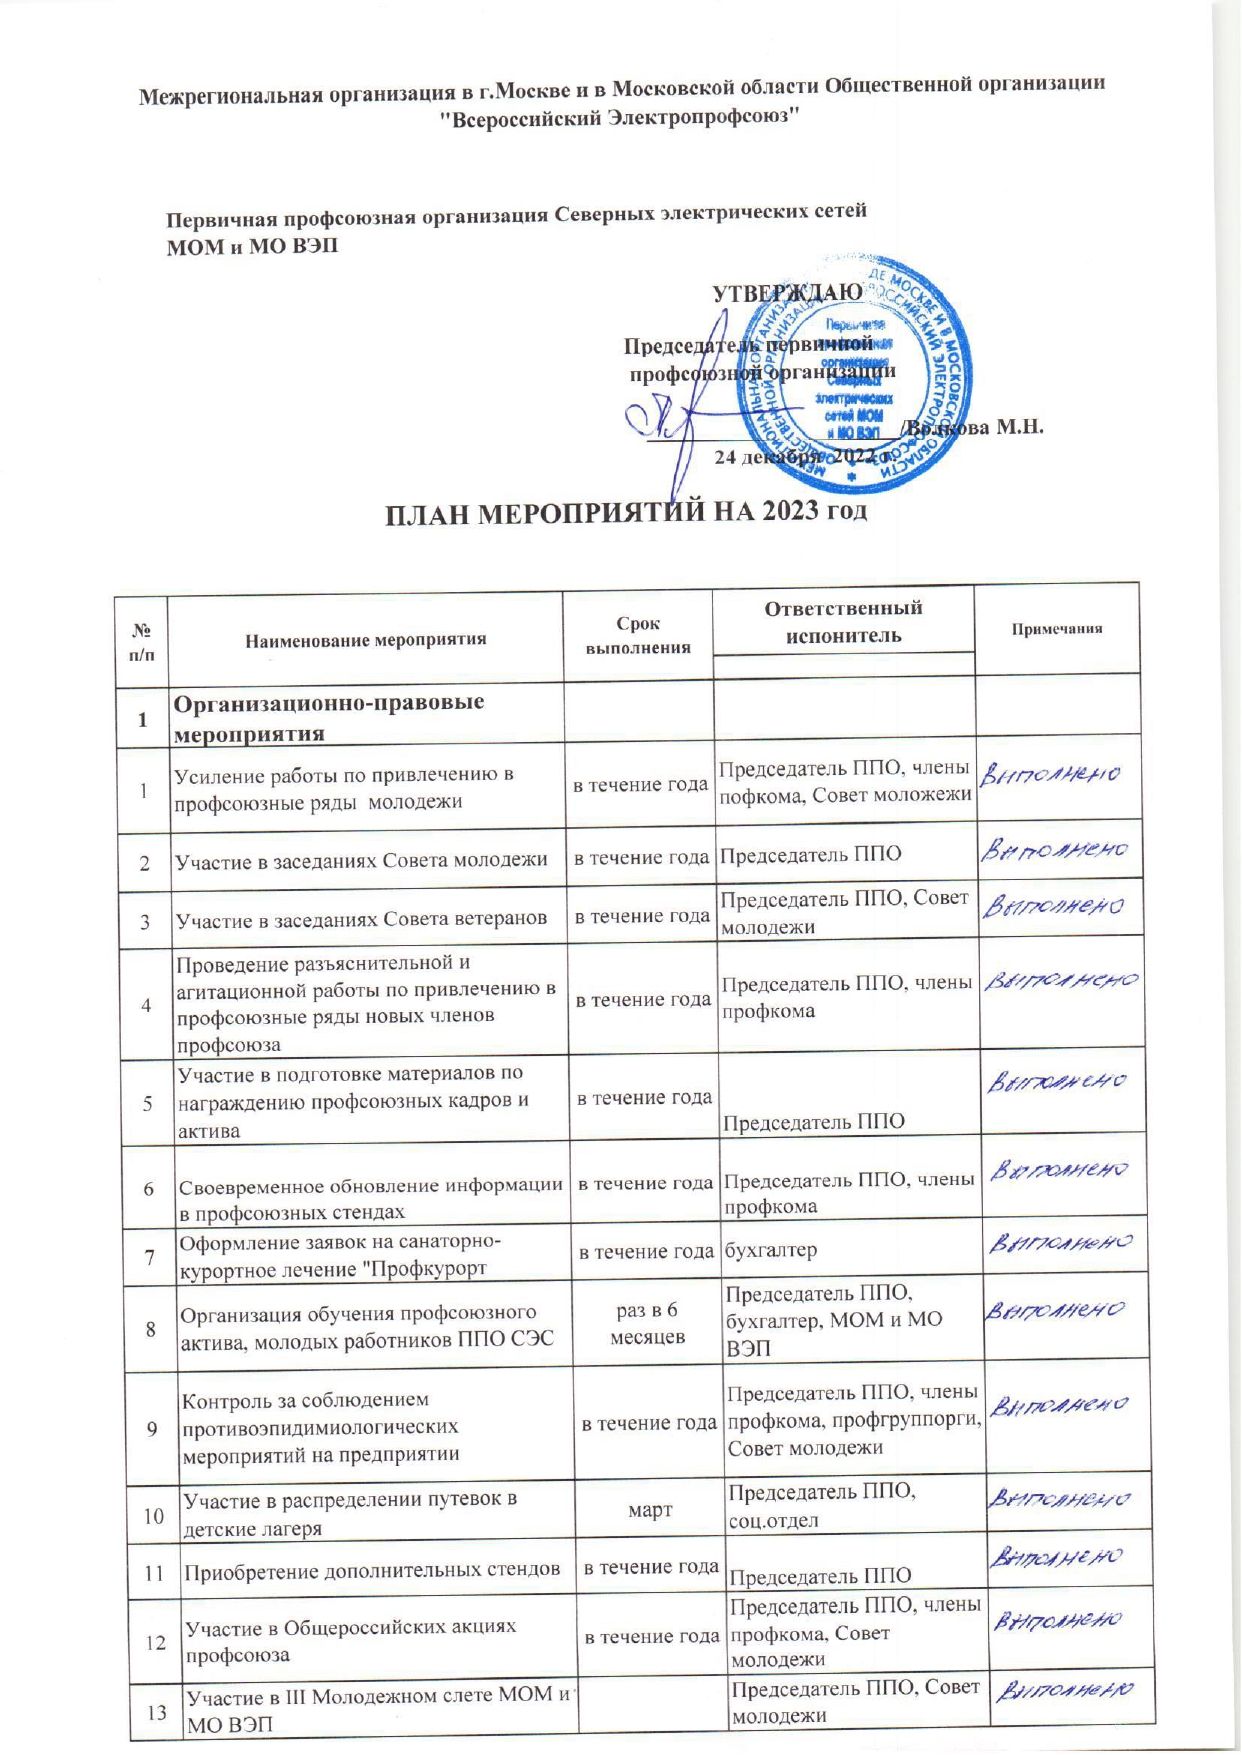 Межрегиональная организация в г.Москве и в Московской области Общественной организации
"Всероссийский Электропрофсоюз"
Первичная профсоюзная организация Северных электрических сетей
МОМ и МО ВЭП
УТВЕРЖДАЮ
Председатель первичной
профсоюзной организации
/Волкова М.Н.
24 декабря 2022 г.
Первичная
организация
Северных
электрических
сетей МОМ
и МО ВЭП
ПЛАН МЕРОПРИЯТИЙ НА 2023 год
№ п/п
Наименование мероприятия
Срок выполнения
Ответственный испонитель
Примечания
1
Организационно-правовые
мероприятия
1
Усиление работы по привлечению в
профсоюзные ряды молодежи
в течение года
Председатель ППО, члены
пофкома, Совет моложежи
Выполнено
2
Участие в заседаниях Совета молодежи
в течение года
Председатель ППО
Выполнено
3
Участие в заседаниях Совета ветеранов
в течение года
Председатель ППО, Совет
молодежи
Выполнено
4
Проведение разъяснительной и
агитационной работы по привлечению в
профсоюзные ряды новых членов
профсоюза
в течение года
Председатель ППО, члены
профкома
Выполнено
5
Участие в подготовке материалов по
награждению профсоюзных кадров и
актива
в течение года
Председатель ППО
Выполнено
6
Своевременное обновление информации
в профсоюзных стендах
в течение года
Председатель ППО, члены
профкома
Выполнено
7
Оформление заявок на санаторно-
курортное лечение "Профкурорт
в течение года
бухгалтер
Выполнено
8
Организация обучения профсоюзного
актива, молодых работников ППО СЭС
раз в 6
месяцев
Председатель ППО,
бухгалтер, МОМ и МО
ВЭП
Выполнено
9
Контроль за соблюдением
противоэпидимиологических
мероприятий на предприятии
в течение года
Председатель ППО, члены
профкома, профгруппорги,
Совет молодежи
Выполнено
10
Участие в распределении путевок в
детские лагеря
март
Председатель ППО,
соц.отдел
Выполнено
11
Приобретение дополнительных стендов
в течение года
Председатель ППО
Выполнено
12
Участие в Общероссийских акциях
профсоюза
в течение года
Председатель ППО, члены
профкома, Совет
молодежи
Выполнено
13
Участие в III Молодежном слете МОМ и
МО ВЭП
Председатель ППО, Совет
молодежи
Выполнено